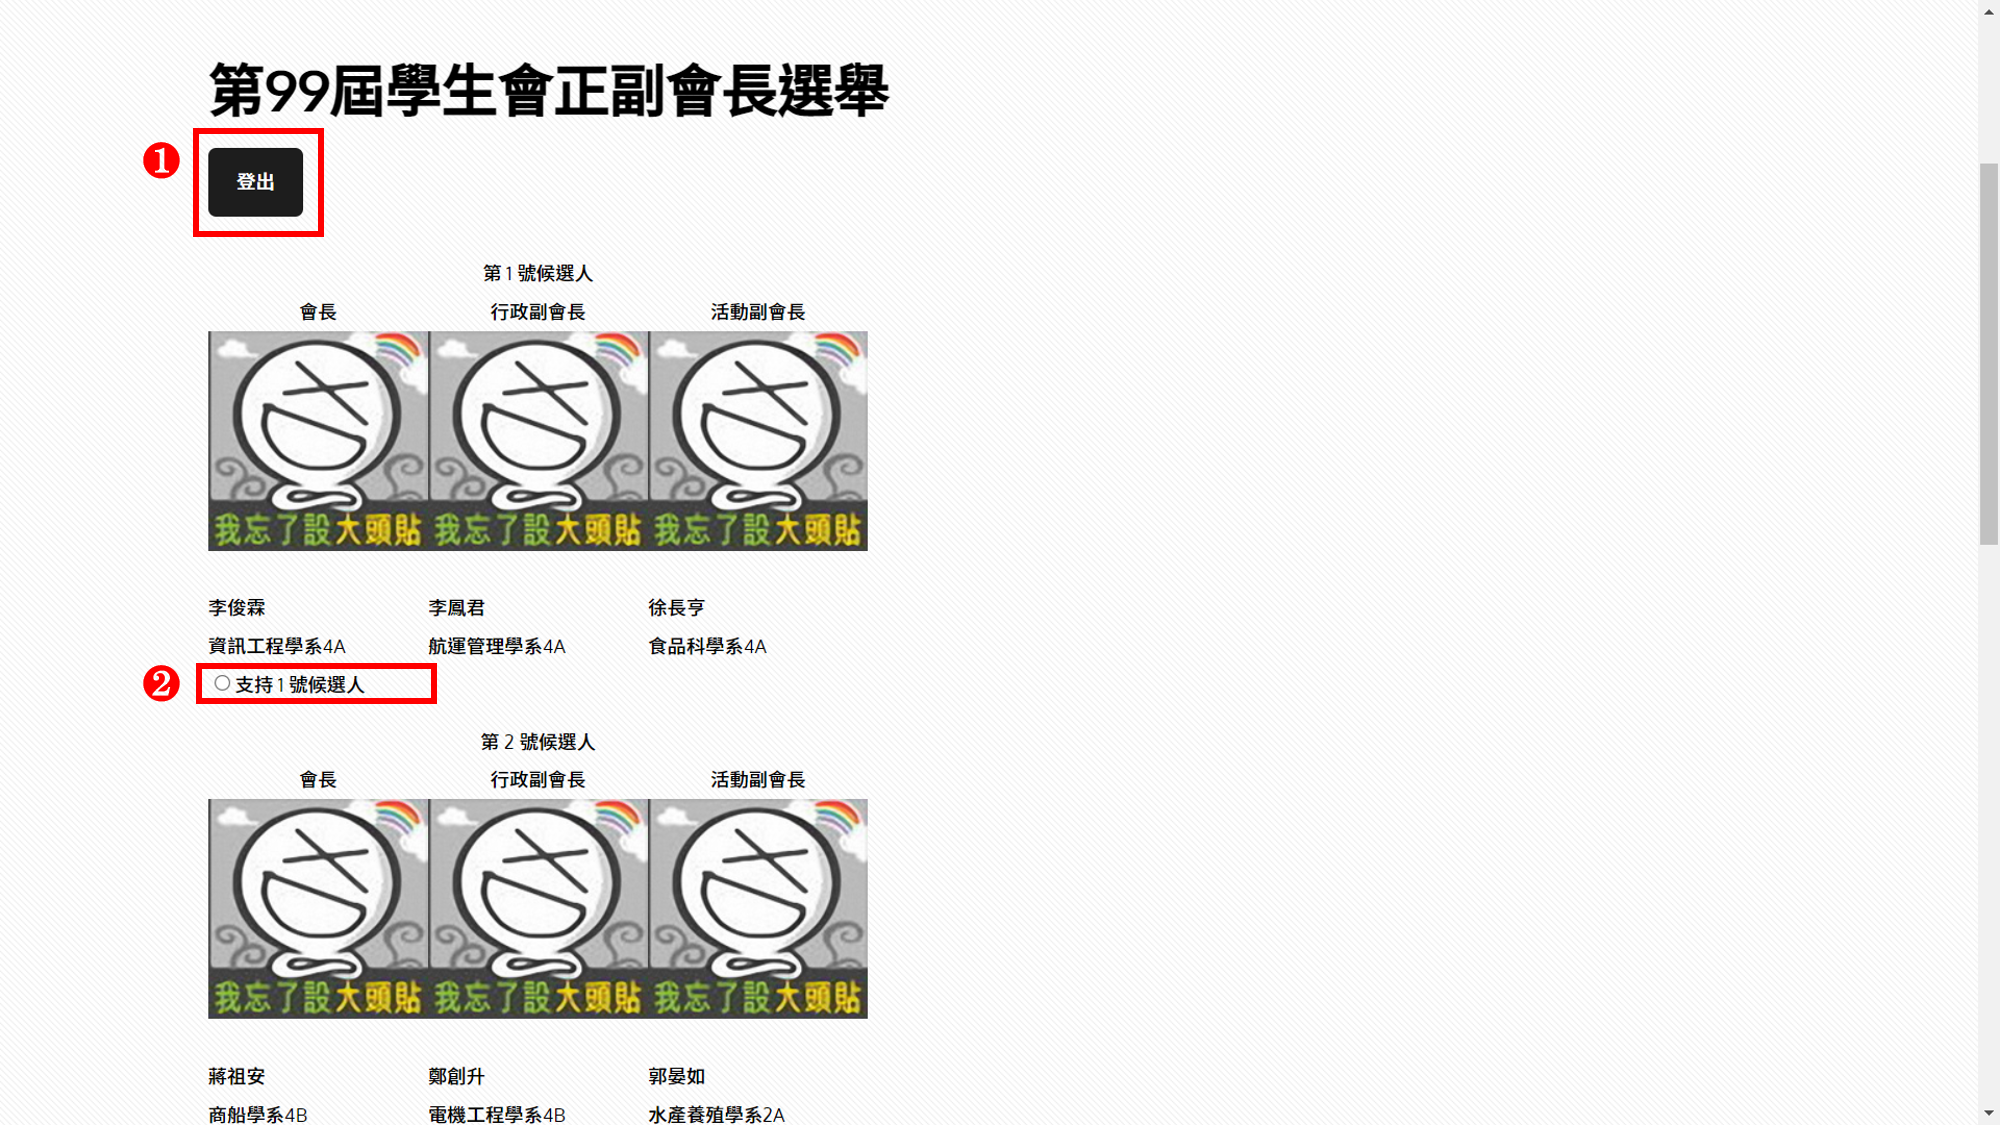 第99屆學生會正副會長選舉
1
登出
第 1 號候選人
會長 行政副會長 活動副會長
我忘了設大頭貼 我忘了設大頭貼 我忘了設大頭貼
李俊霖 李鳳君 徐長亨
資訊工程學系4A 航運管理學系4A 食品科學系4A
2 支持 1 號候選人
第 2 號候選人
會長 行政副會長 活動副會長
我忘了設大頭貼 我忘了設大頭貼 我忘了設大頭貼
蔣祖安 鄭創升 郭晏如
商船學系4B 電機工程學系4B 水產養殖學系2A